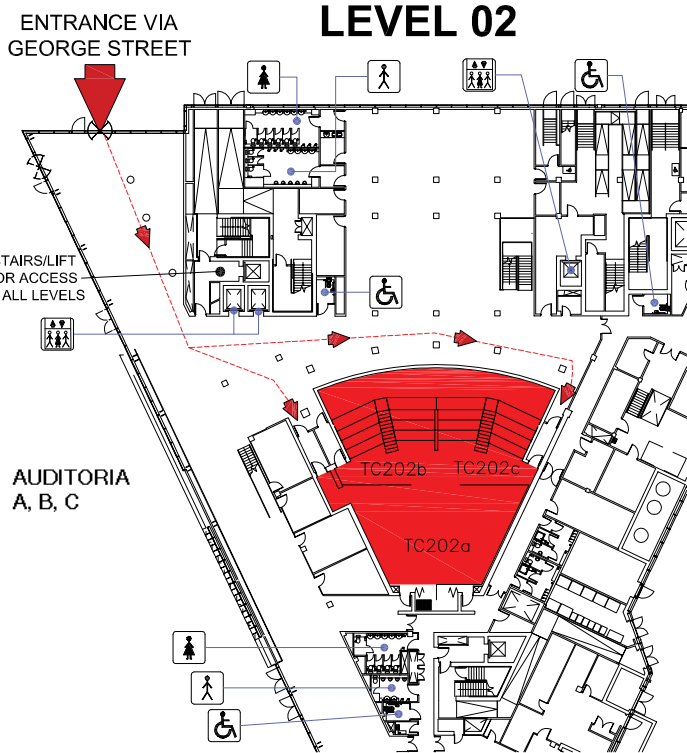 LEVEL 02
ENTRANCE VIA
GEORGE STREET
TAIRS/LIFT
OR ACCESS
ALL LEVELS
AUDITORIA
A, B, C
TC202b
TC202c
TC202a